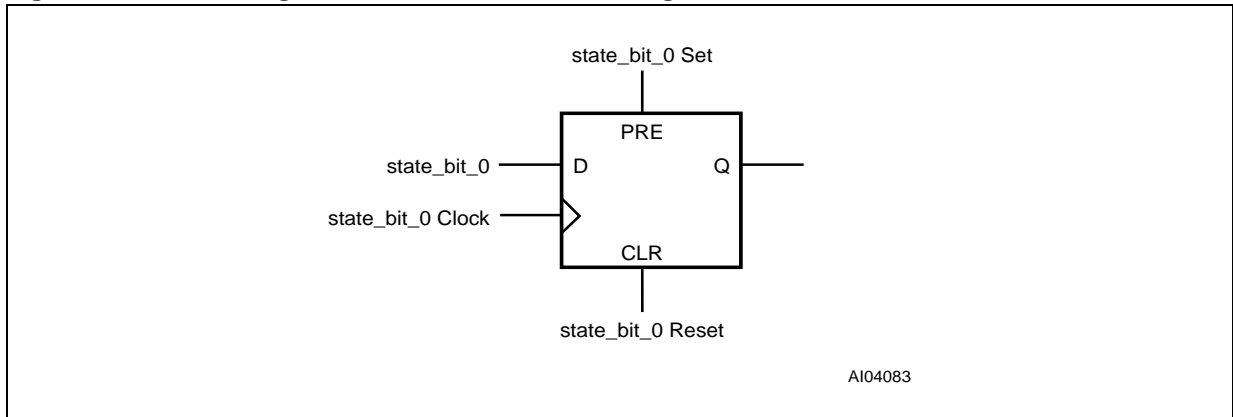 state_bit_0 Set
PRE
state_bit_0
D
Q
state_bit_0 Clock
CLR
state_bit_0 Reset
AI04083